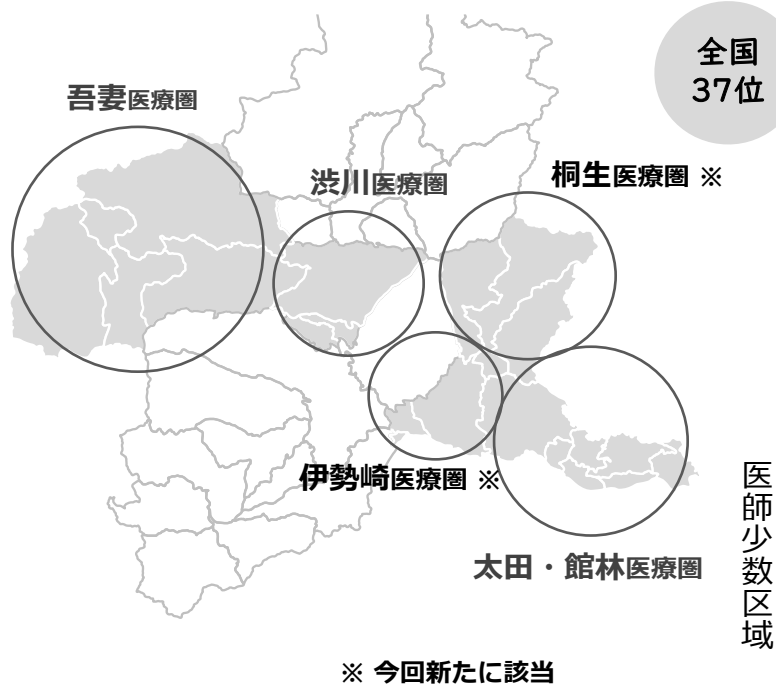 全国
37位
吾妻医療圏
渋川医療圏
桐生医療圏 ※
伊勢崎医療圏 ※
太田・館林医療圏
医師少数区域
※ 今回新たに該当